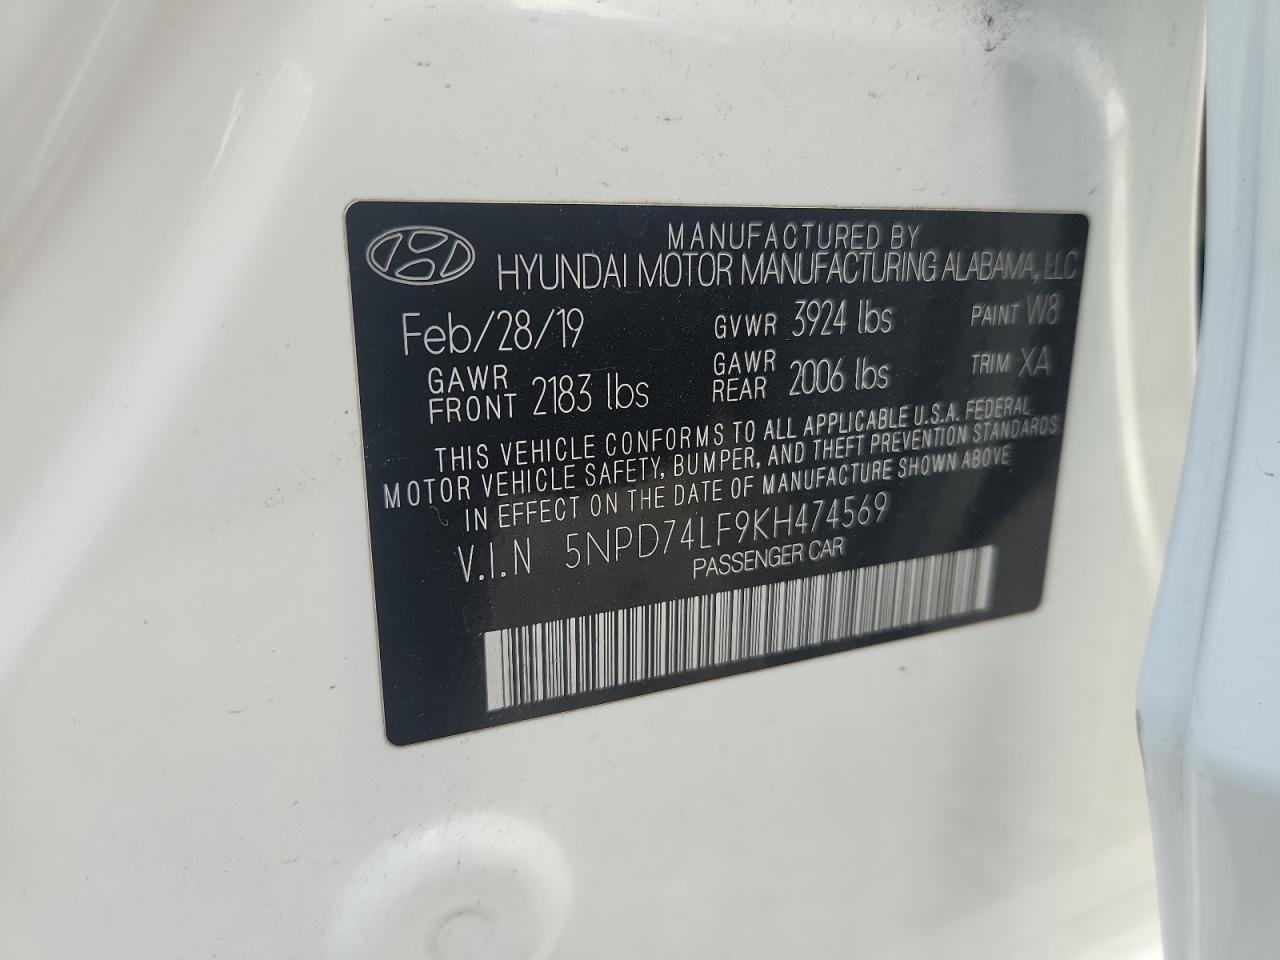 MANUFACTURED BY
HYUNDAI MOTOR MANUFACTURING ALABAMA, LLC
Feb/28/19 GVWR 3924 lbs PAINT W8
GAWR FRONT 2183 lbs GAWR REAR 2006 lbs TRIM XA
THIS VEHICLE CONFORMS TO ALL APPLICABLE U.S.A. FEDERAL
MOTOR VEHICLE SAFETY, BUMPER, AND THEFT PREVENTION STANDARDS
IN EFFECT ON THE DATE OF MANUFACTURE SHOWN ABOVE
V.I.N 5NPD74LF9KH474569
PASSENGER CAR